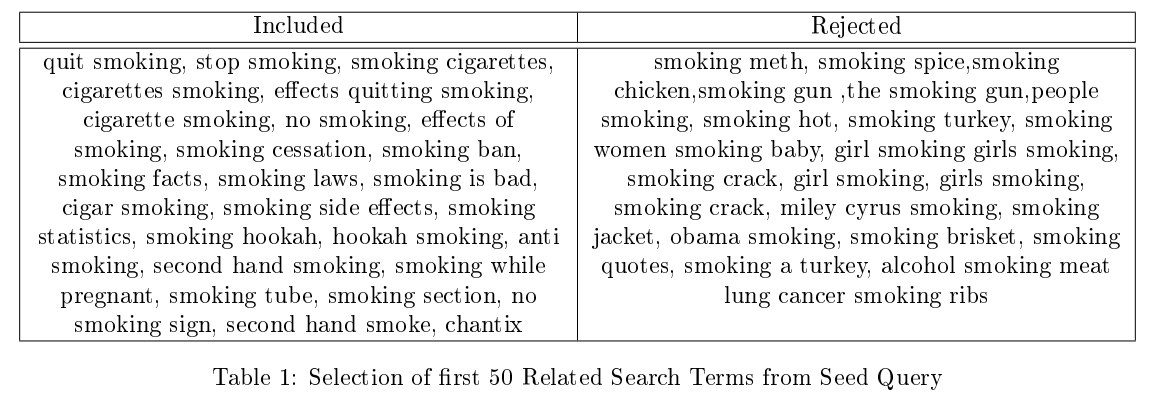 Included
Rejected
quit smoking, stop smoking, smoking cigarettes,
cigarettes smoking, effects quitting smoking,
cigarette smoking, no smoking, effects of
smoking, smoking cessation, smoking ban,
smoking facts, smoking laws, smoking is bad,
cigar smoking, smoking side effects, smoking
statistics, smoking hookah, hookah smoking, anti
smoking, second hand smoking, smoking while
pregnant, smoking tube, smoking section, no
smoking sign, second hand smoke, chantix
smoking meth, smoking spice,smoking
chicken,smoking gun ,the smoking gun,people
smoking, smoking hot, smoking turkey, smoking
women smoking baby, girl smoking girls smoking,
smoking crack, girl smoking, girls smoking,
smoking crack, miley cyrus smoking, smoking
jacket, obama smoking, smoking brisket, smoking
quotes, smoking a turkey, alcohol smoking meat
lung cancer smoking ribs
Table 1: Selection of first 50 Related Search Terms from Seed Query